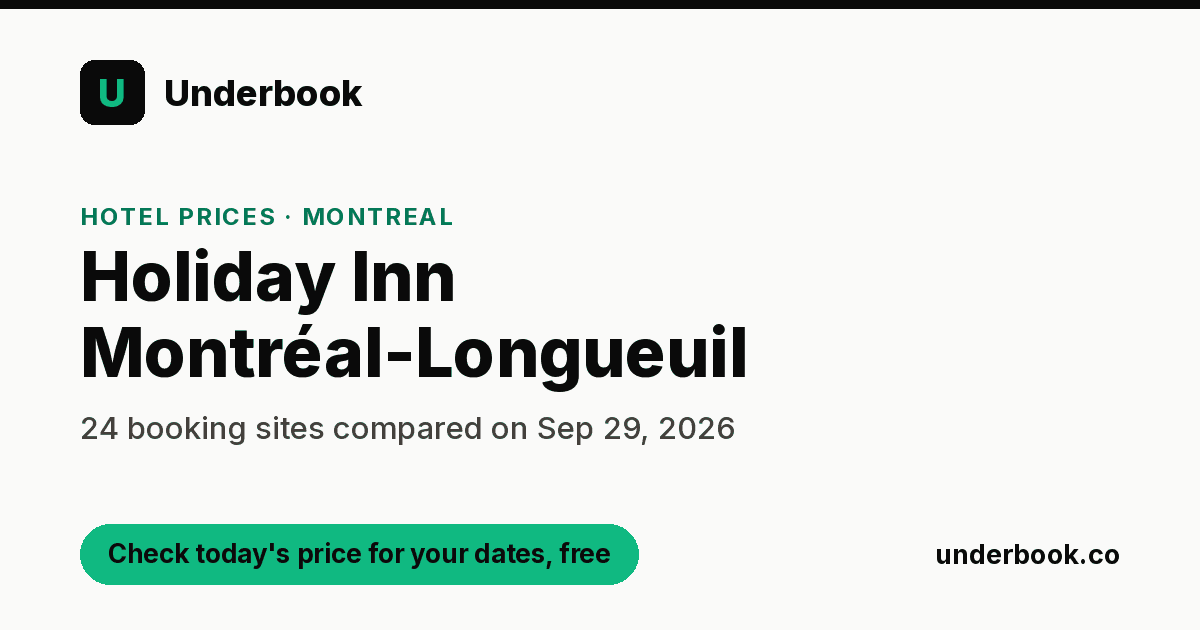 U Underbook
HOTEL PRICES · MONTREAL
Holiday Inn
Montréal-Longueuil
24 booking sites compared on Sep 29, 2026
Check today's price for your dates, free
underbook.co